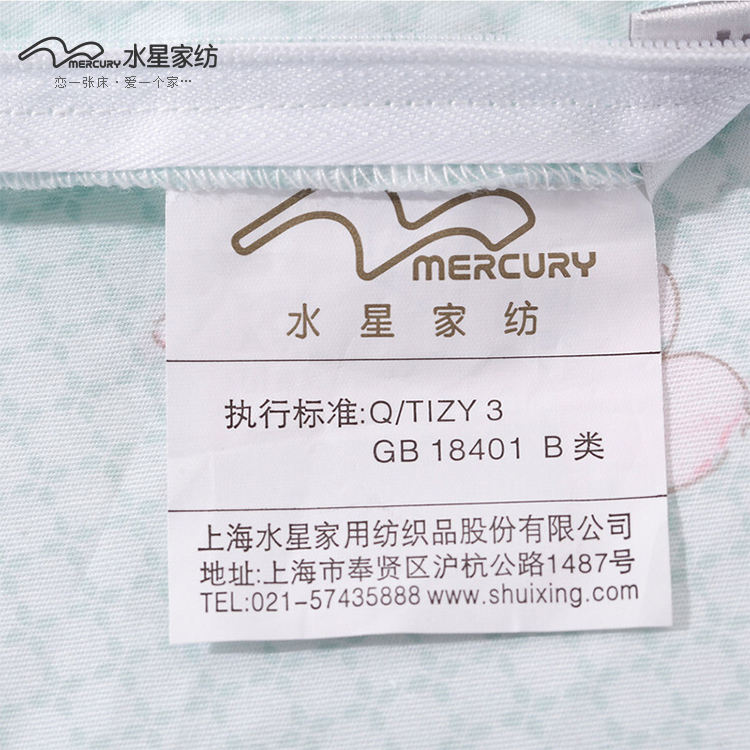 MERCURY 水星家纺
恋一张床·爱一个家…
MERCURY
水星家纺
执行标准:Q/TIZY 3
GB 18401 B 类
上海水星家用纺织品股份有限公司
地址:上海市奉贤区沪杭公路1487号
TEL:021-57435888 www.shuixing.com